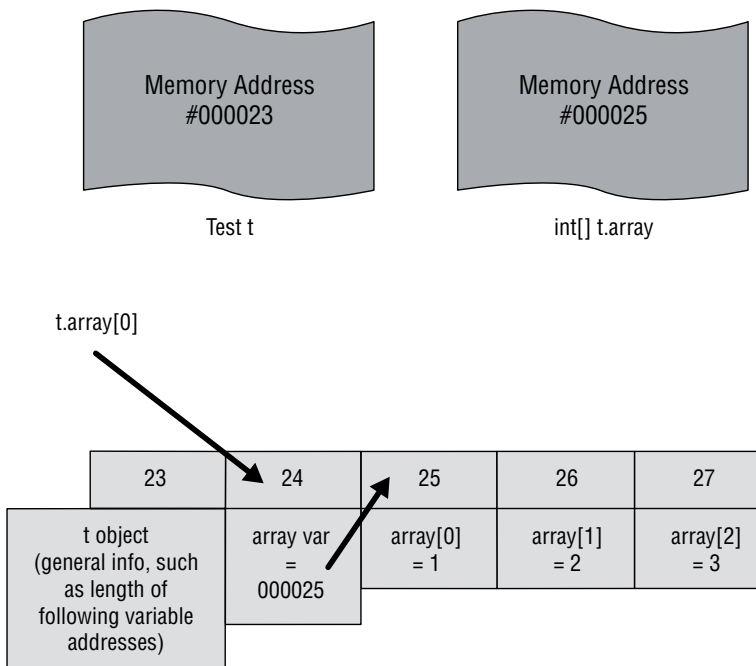 Memory Address
#000023
Memory Address
#000025
Test t
int[] t.array
t.array[0]
23
24
25
26
27
t object
(general info, such
as length of
following variable
addresses)
array var
=
000025
array[0]
= 1
array[1]
= 2
array[2]
= 3